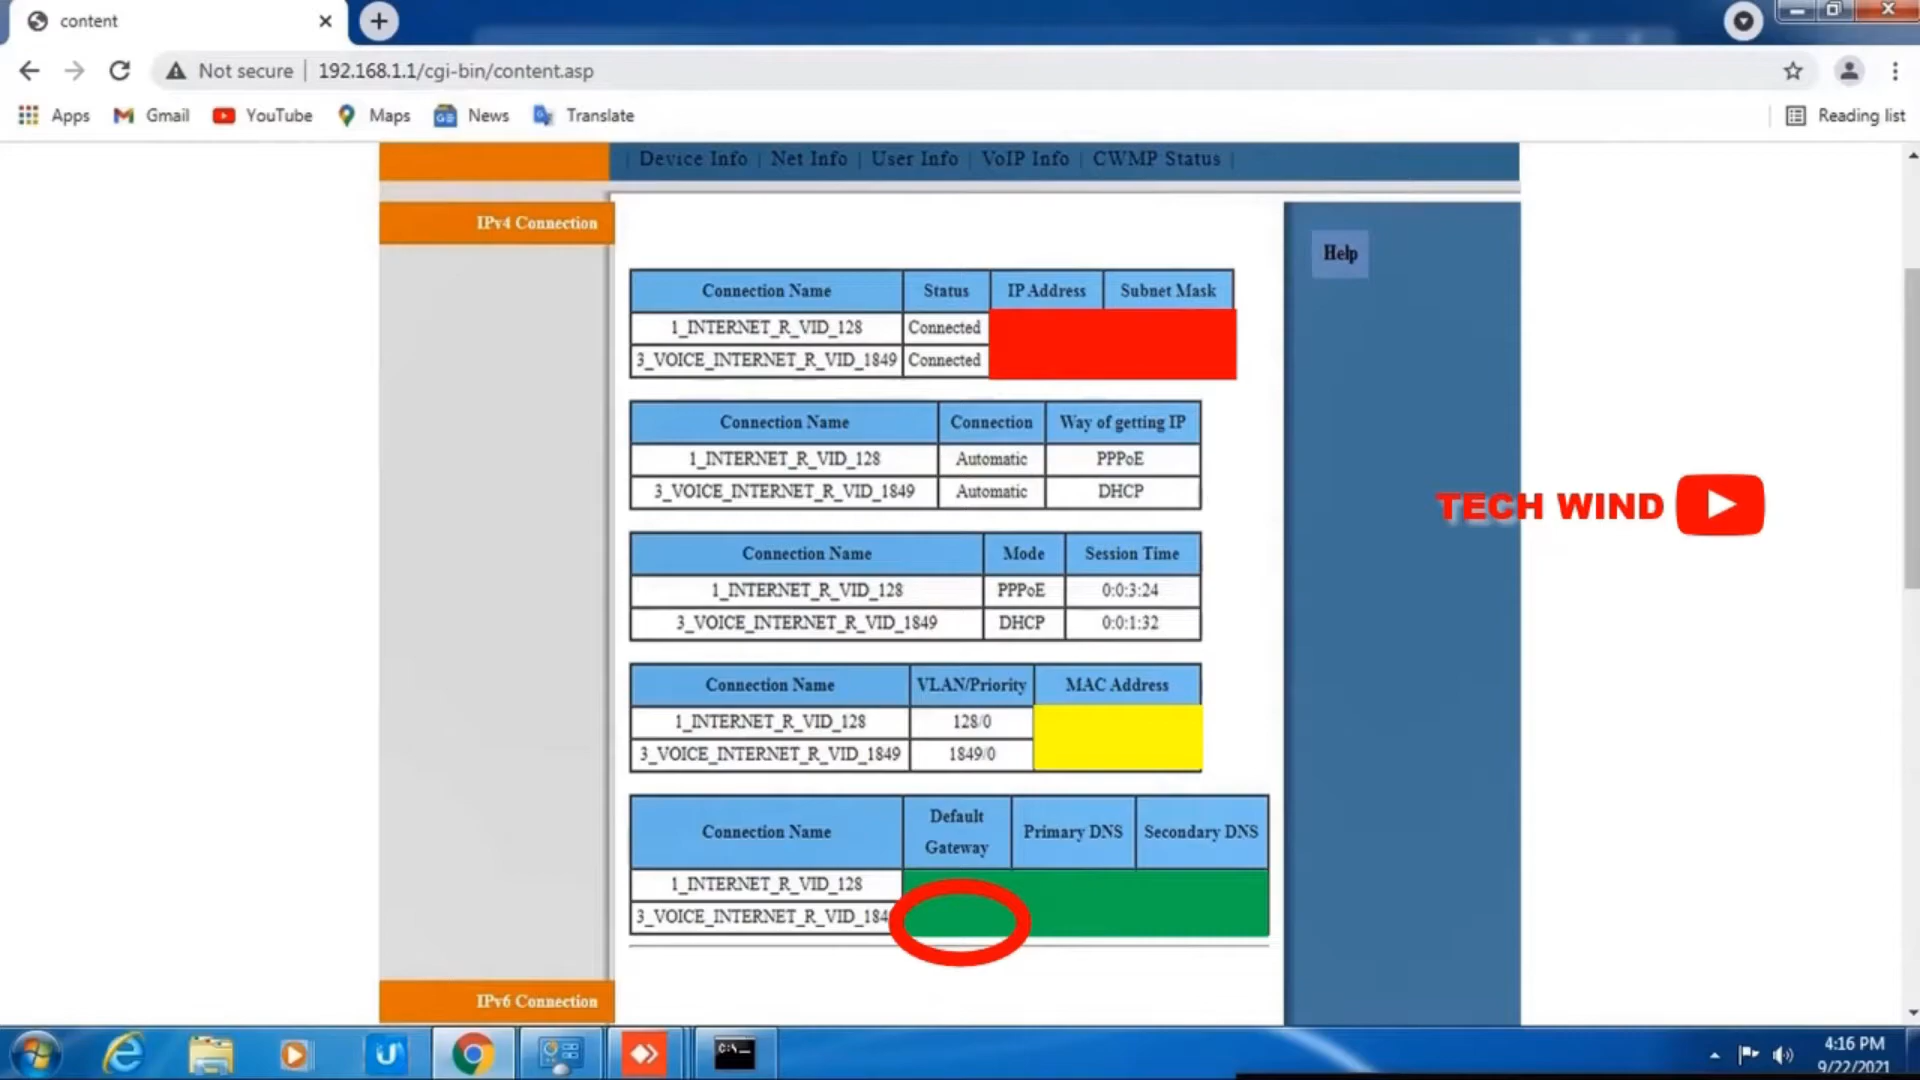 content
Not secure 192.168.1.1/cgi-bin/content.asp
Apps Gmail YouTube Maps News Translate Reading list
| Device Info | Net Info | User Info | VoIP Info | CWMP Status |
IPv4 Connection
Help
Connection Name Status IP Address Subnet Mask
1_INTERNET_R_VID_128 Connected
3_VOICE_INTERNET_R_VID_1849 Connected
Connection Name Connection Way of getting IP
1_INTERNET_R_VID_128 Automatic PPPoE
3_VOICE_INTERNET_R_VID_1849 Automatic DHCP
TECH WIND
Connection Name Mode Session Time
1_INTERNET_R_VID_128 PPPoE 0:0:3:24
3_VOICE_INTERNET_R_VID_1849 DHCP 0:0:1:32
Connection Name VLAN/Priority MAC Address
1_INTERNET_R_VID_128 128/0
3_VOICE_INTERNET_R_VID_1849 1849/0
Connection Name Default Gateway Primary DNS Secondary DNS
1_INTERNET_R_VID_128
3_VOICE_INTERNET_R_VID_184
IPv6 Connection
C:\_
4:16 PM
9/22/2021